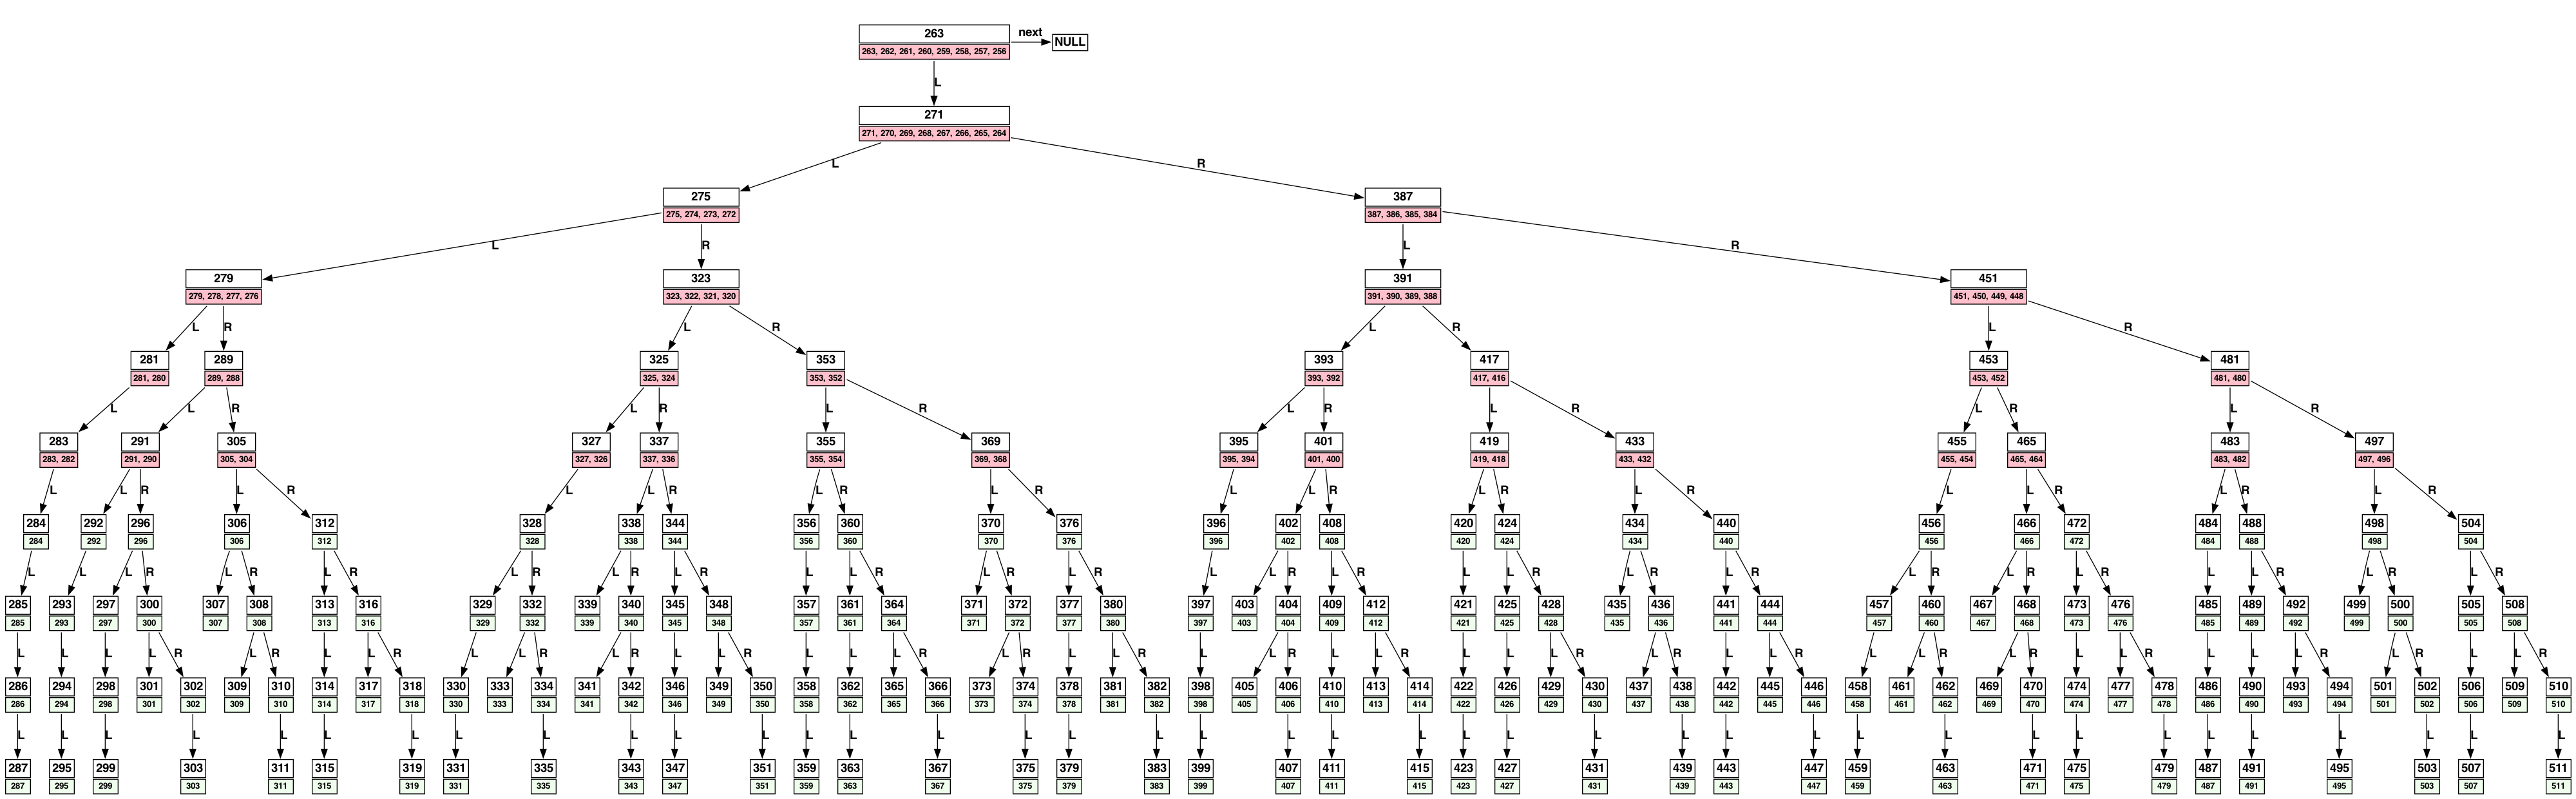 263 next NULL
263, 262, 261, 260, 259, 258, 257, 256
L
271
271, 270, 269, 268, 267, 266, 265, 264
L R
275 387
275, 274, 273, 272 387, 386, 385, 384
L R L R
279 323 391 451
279, 278, 277, 276 323, 322, 321, 320 391, 390, 389, 388 451, 450, 449, 448
L R L R L R L R
281 289 325 353 393 417 453 481
281, 280 289, 288 325, 324 353, 352 393, 392 417, 416 453, 452 481, 480
L L R L R L R L R L R L R L R
283 291 305 327 337 355 369 395 401 419 433 455 465 483 497
283, 282 291, 290 305, 304 327, 326 337, 336 355, 354 369, 368 395, 394 401, 400 419, 418 433, 432 455, 454 465, 464 483, 482 497, 496
L L R L R L L R L R L R L L R L R L R L L R L R L R
284 292 296 306 312 328 338 344 356 360 370 376 396 402 408 420 424 434 440 456 466 472 484 488 498 504
284 292 296 306 312 328 338 344 356 360 370 376 396 402 408 420 424 434 440 456 466 472 484 488 498 504
L L L R L R L R L R L R L R L L R L R L R L L R L R L L R L R L R L R L R L R L L R L R L R
285 293 297 300 307 308 313 316 329 332 339 340 345 348 357 361 364 371 372 377 380 397 403 404 409 412 421 425 428 435 436 441 444 457 460 467 468 473 476 485 489 492 499 500 505 508
285 293 297 300 307 308 313 316 329 332 339 340 345 348 357 361 364 371 372 377 380 397 403 404 409 412 421 425 428 435 436 441 444 457 460 467 468 473 476 485 489 492 499 500 505 508
L L L L R L R L L R L L R L R L L R L L L R L R L L R L L R L L R L L L R L R L L R L L R L R L L R L L L R L R L L R
286 294 298 301 302 309 310 314 317 318 330 333 334 341 342 346 349 350 358 362 365 366 373 374 378 381 382 398 405 406 410 413 414 422 426 429 430 437 438 442 445 446 458 461 462 469 470 474 477 478 486 490 493 494 501 502 506 509 510
286 294 298 301 302 309 310 314 317 318 330 333 334 341 342 346 349 350 358 362 365 366 373 374 378 381 382 398 405 406 410 413 414 422 426 429 430 437 438 442 445 446 458 461 462 469 470 474 477 478 486 490 493 494 501 502 506 509 510
L L L L L L L L L L L L L L L L L L L L L L L L L L L L L L L L L L L L L L L L
287 295 299 303 311 315 319 331 335 343 347 351 359 363 367 375 379 383 399 407 411 415 423 427 431 439 443 447 459 463 471 475 479 487 491 495 503 507 511
287 295 299 303 311 315 319 331 335 343 347 351 359 363 367 375 379 383 399 407 411 415 423 427 431 439 443 447 459 463 471 475 479 487 491 495 503 507 511